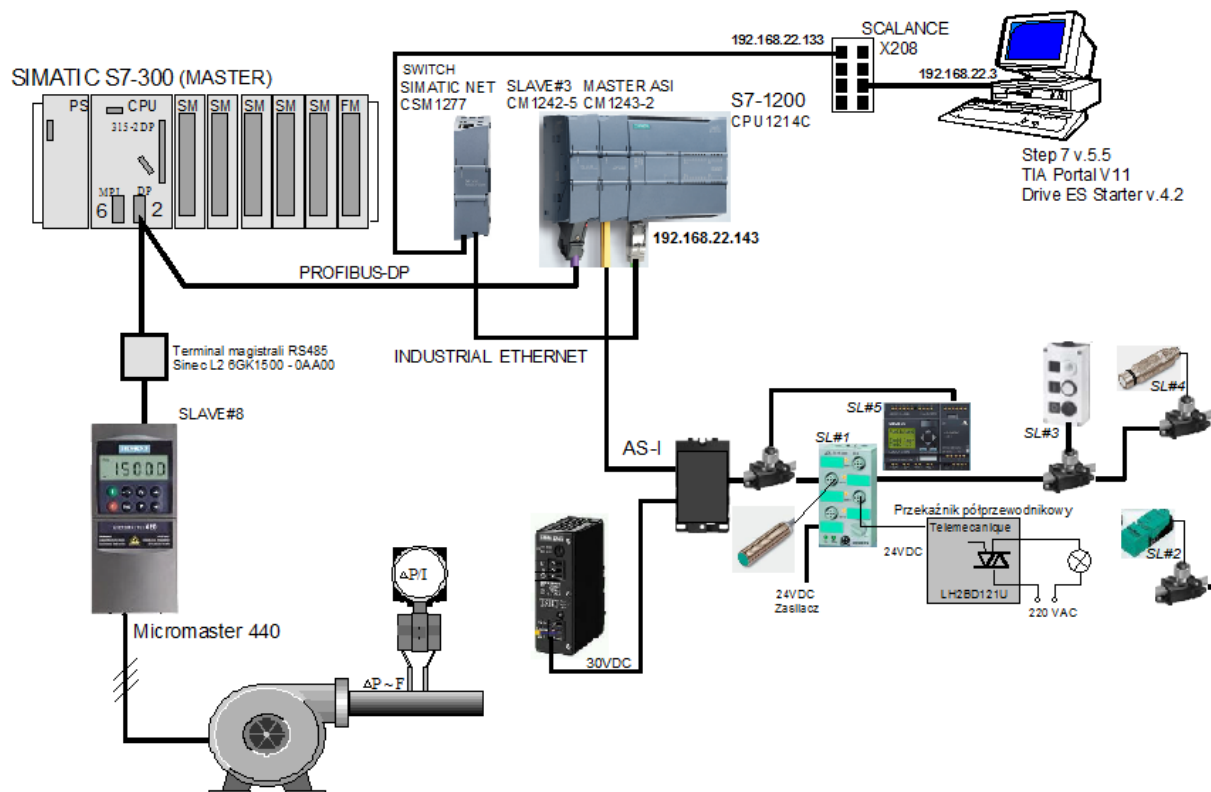 192.168.22.133
SCALANCE
X208
192.168.22.3
SIMATIC S7-300 (MASTER)
SWITCH
SIMATIC NET
CSM1277
SLAVE#3 MASTER ASI
CM1242-5 CM1243-2
S7-1200
CPU1214C
PS
CPU
SM
SM
SM
SM
SM
FM
315-2DP
MPI
DP
6
2
Step 7 v.5.5
TIA Portal V11
Drive ES Starter v.4.2
192.168.22.143
PROFIBUS-DP
INDUSTRIAL ETHERNET
Terminal magistrali RS485
Sinec L2 6GK1500 - 0AA00
SLAVE#8
15000
SL#4
SL#5
SL#3
SL#1
AS-I
Przekaźnik półprzewodnikowy
Telemecanique
24VDC
SL#2
LH2BD121U
220 VAC
24VDC
Zasilacz
ΔP/I
Micromaster 440
30VDC
ΔP~F